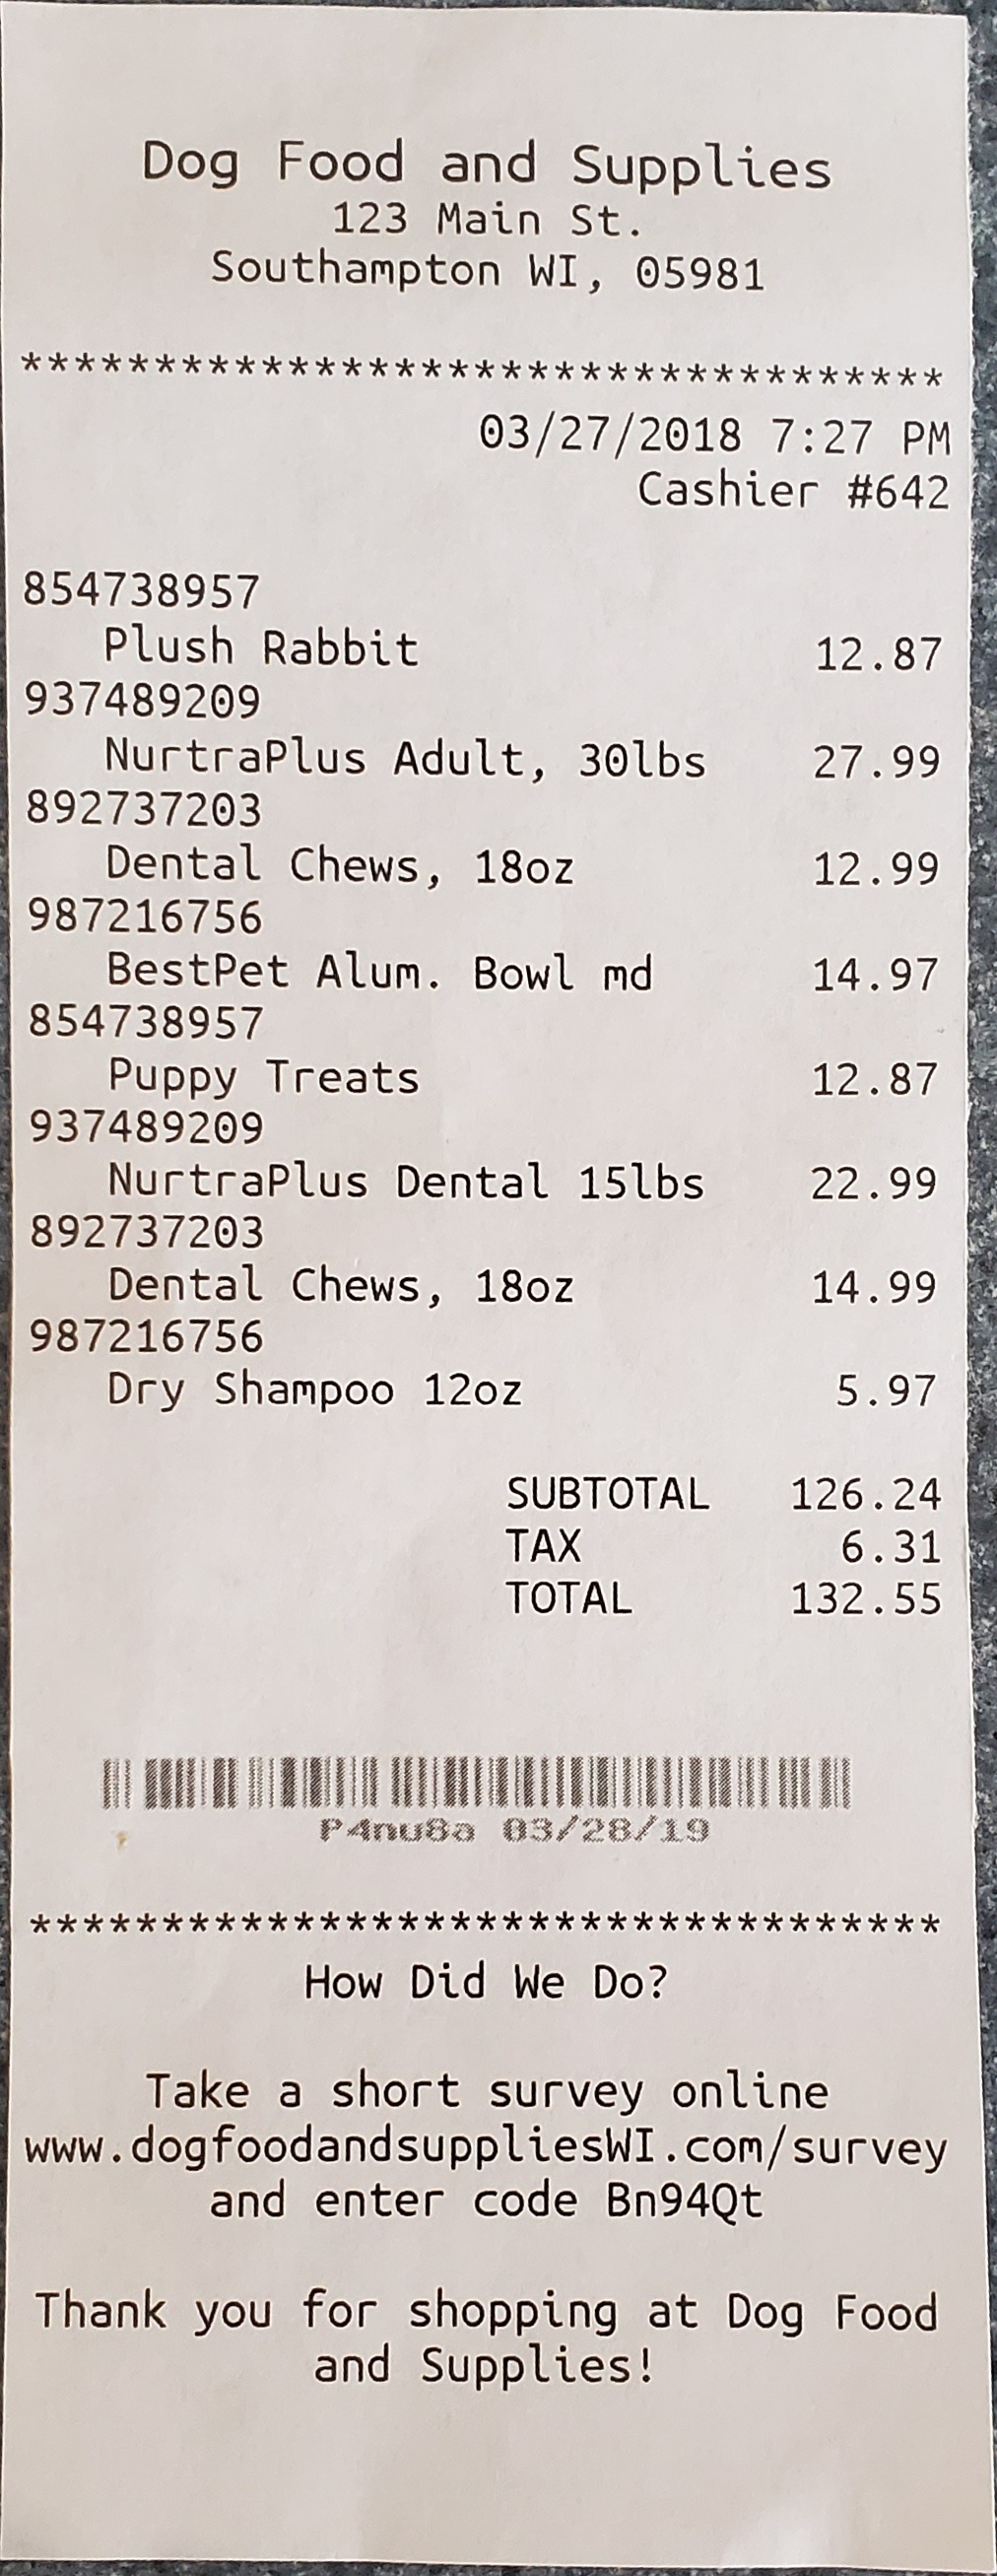 Dog Food and Supplies
123 Main St.
Southampton WI, 05981
***********************************
03/27/2018 7:27 PM
Cashier #642
854738957
Plush Rabbit 12.87
937489209
NurtraPlus Adult, 30lbs 27.99
892737203
Dental Chews, 18oz 12.99
987216756
BestPet Alum. Bowl md 14.97
854738957
Puppy Treats 12.87
937489209
NurtraPlus Dental 15lbs 22.99
892737203
Dental Chews, 18oz 14.99
987216756
Dry Shampoo 12oz 5.97
SUBTOTAL 126.24
TAX 6.31
TOTAL 132.55
P4nu8a 03/28/19
***********************************
How Did We Do?
Take a short survey online
www.dogfoodandsuppliesWI.com/survey
and enter code Bn94Qt
Thank you for shopping at Dog Food
and Supplies!